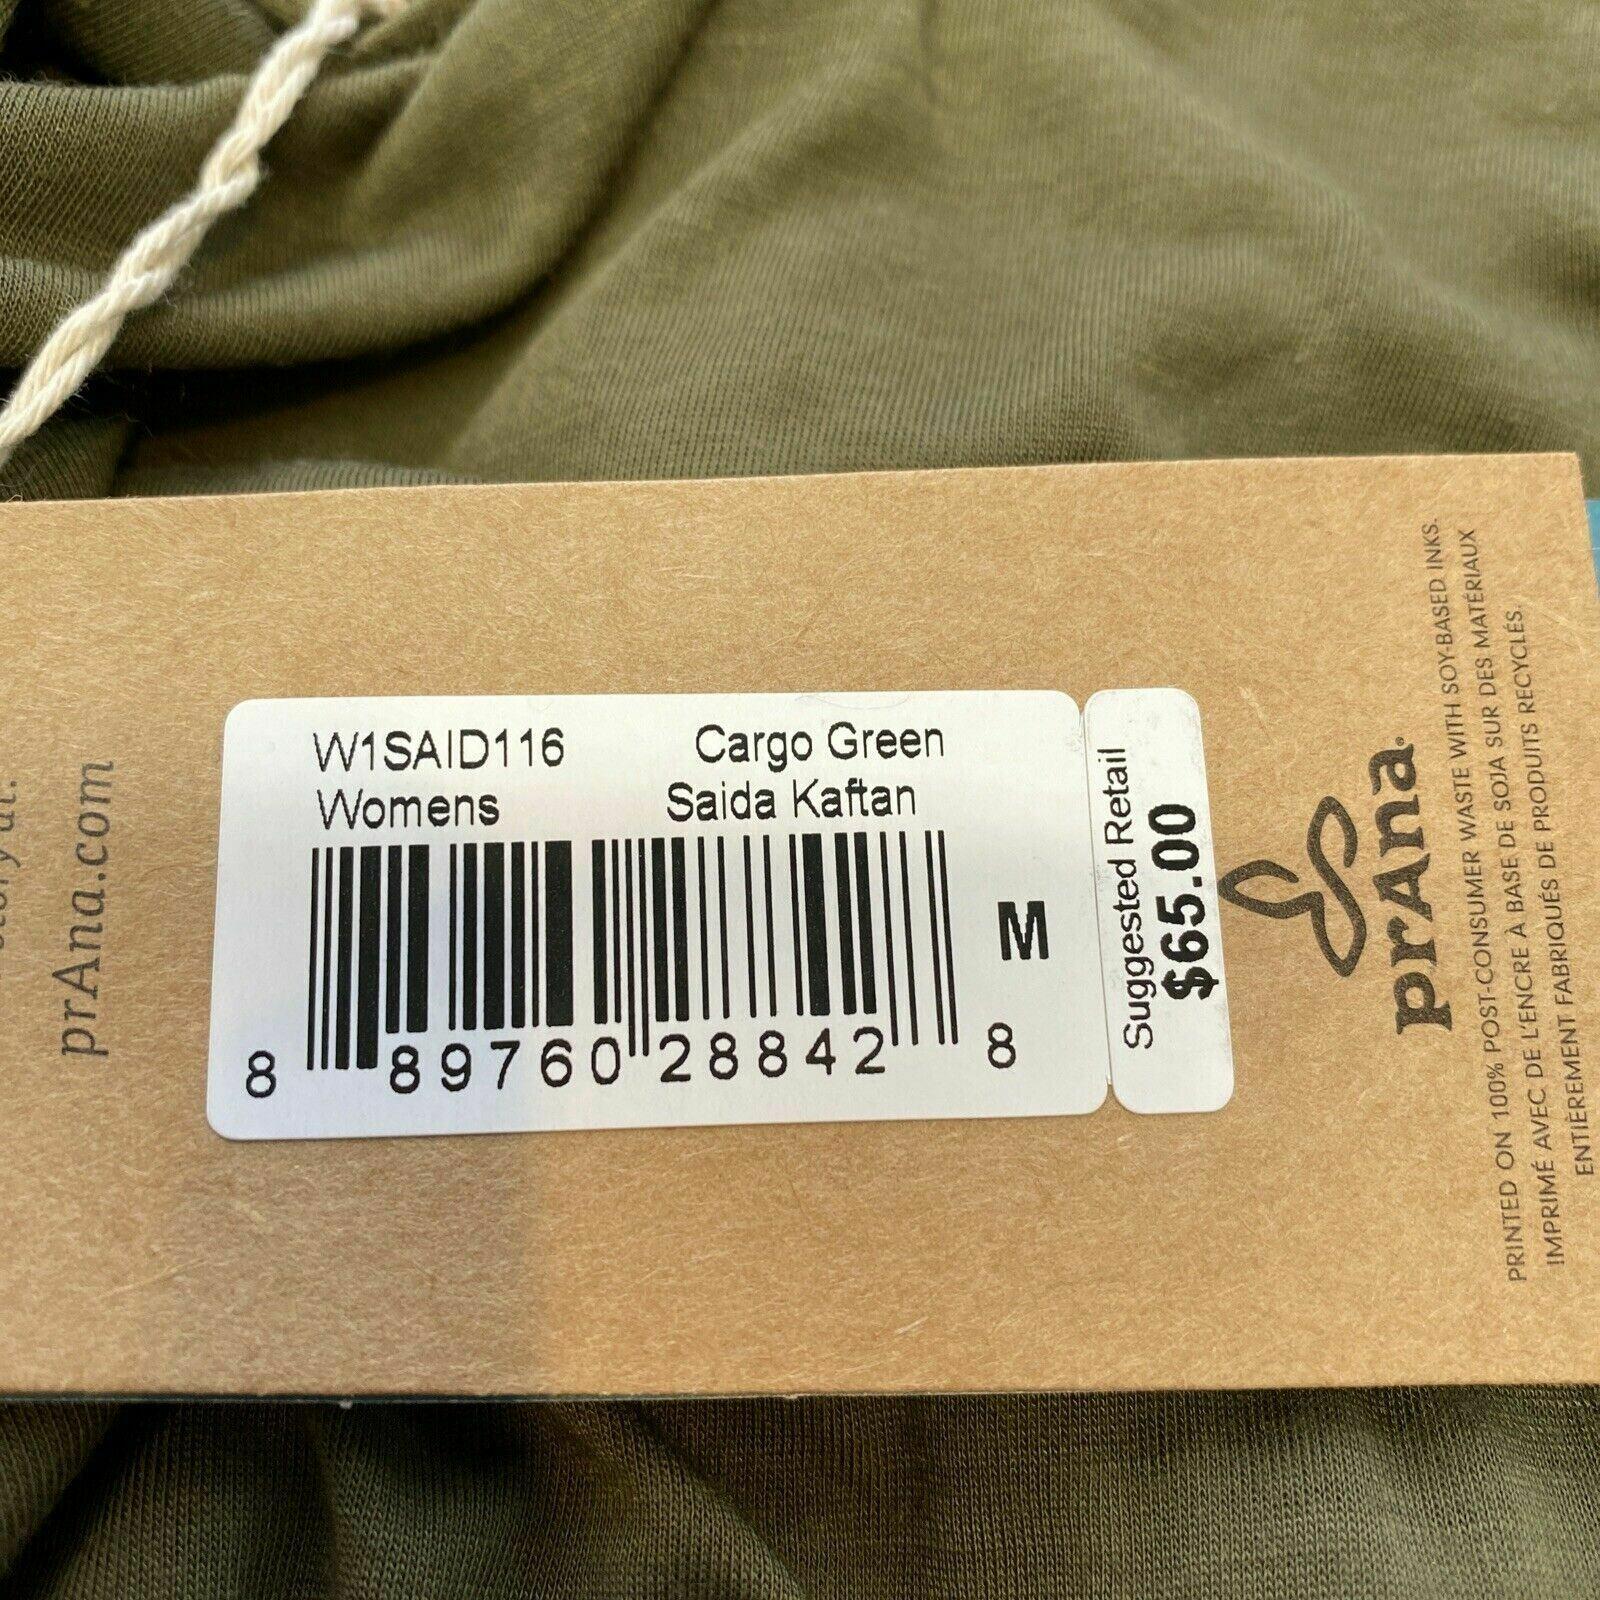 W1SAID116 Cargo Green
Womens Saida Kaftan
M
8 89760 28842 8
Suggested Retail
$65.00
prAna.com
prAna
PRINTED ON 100% POST-CONSUMER WASTE WITH SOY-BASED INKS.
IMPRIMÉ AVEC DE L'ENCRE À BASE DE SOJA SUR DES MATÉRIAUX
ENTIÈREMENT FABRIQUÉS DE PRODUITS RECYCLÉS.